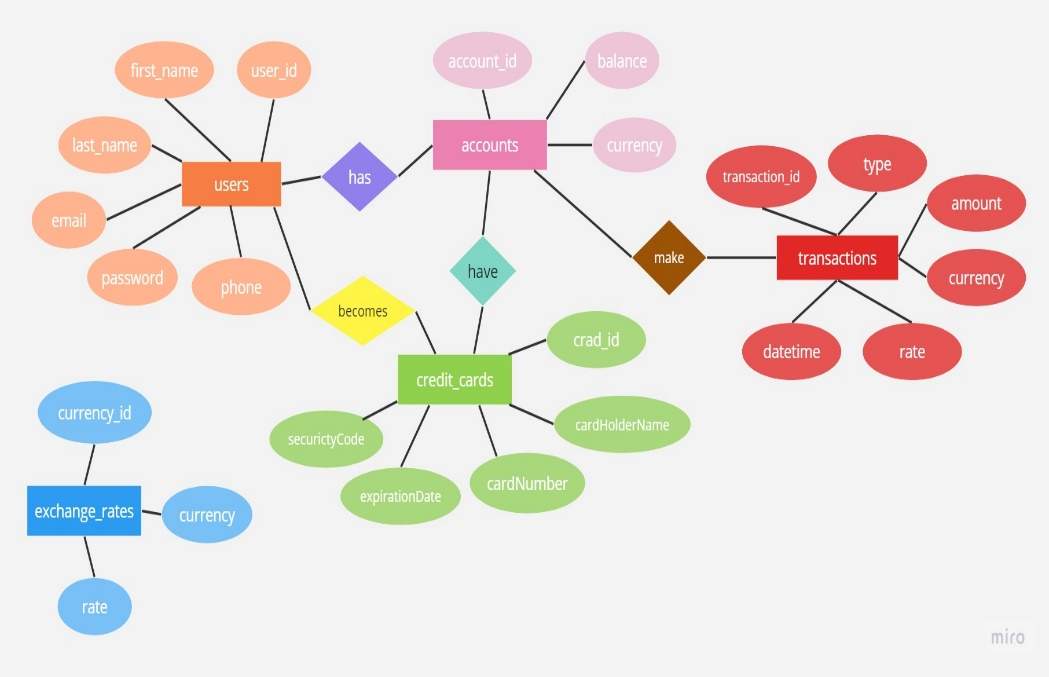 first_name
user_id
last_name
users
email
password
phone
has
account_id
balance
accounts
currency
transaction_id
type
amount
make
transactions
currency
datetime
rate
have
becomes
crad_id
credit_cards
securictyCode
cardHolderName
expirationDate
cardNumber
currency_id
exchange_rates
currency
rate
miro